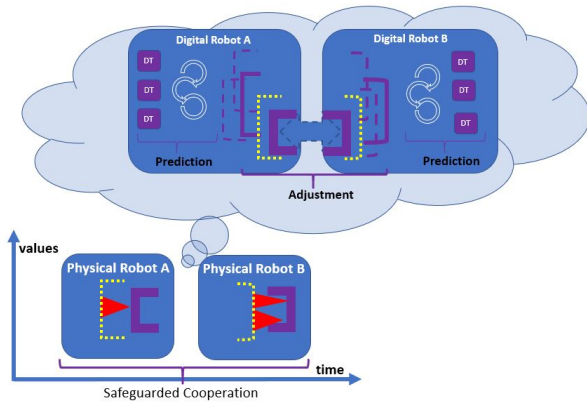 Digital Robot A
Digital Robot B
DT
DT
DT
DT
DT
DT
Prediction
Prediction
Adjustment
values
Physical Robot A
Physical Robot B
time
Safeguarded Cooperation